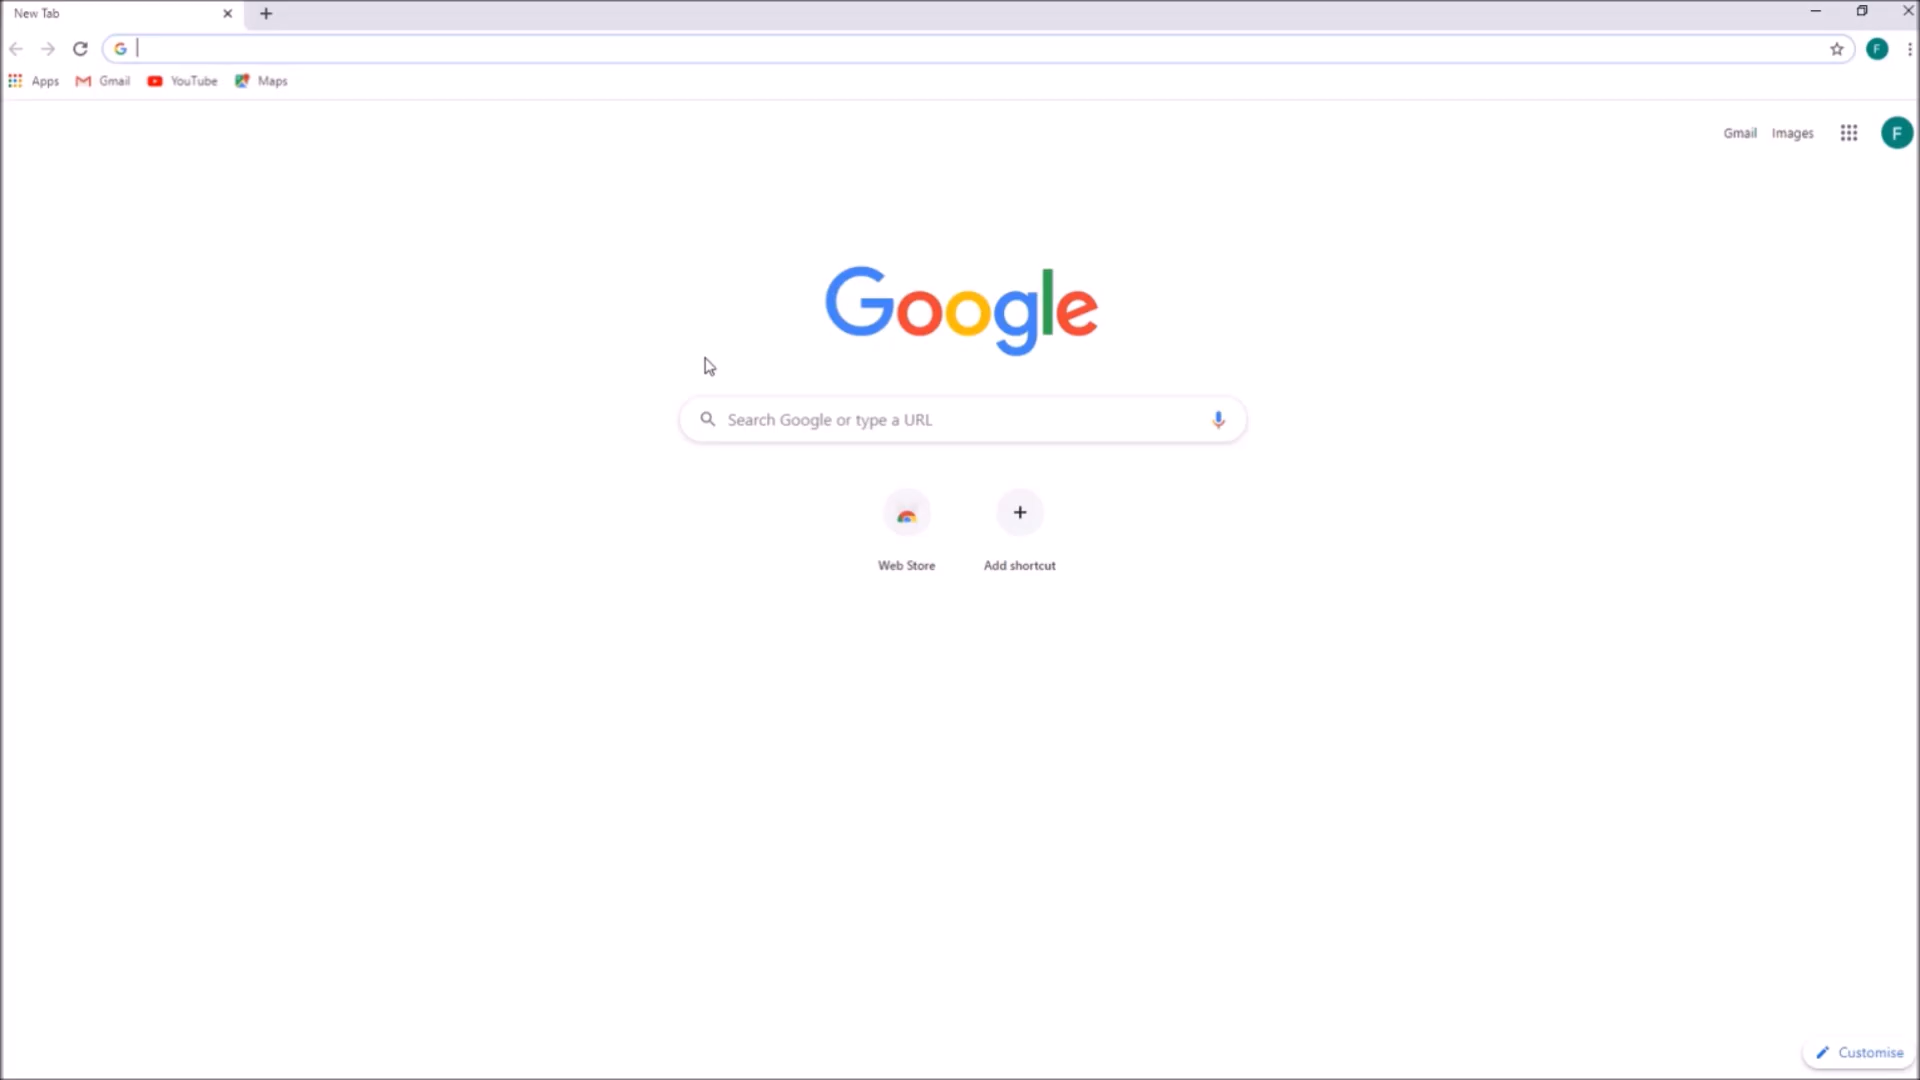 New Tab
Apps Gmail YouTube Maps
Gmail Images F
Google
Search Google or type a URL
Web Store Add shortcut
Customise